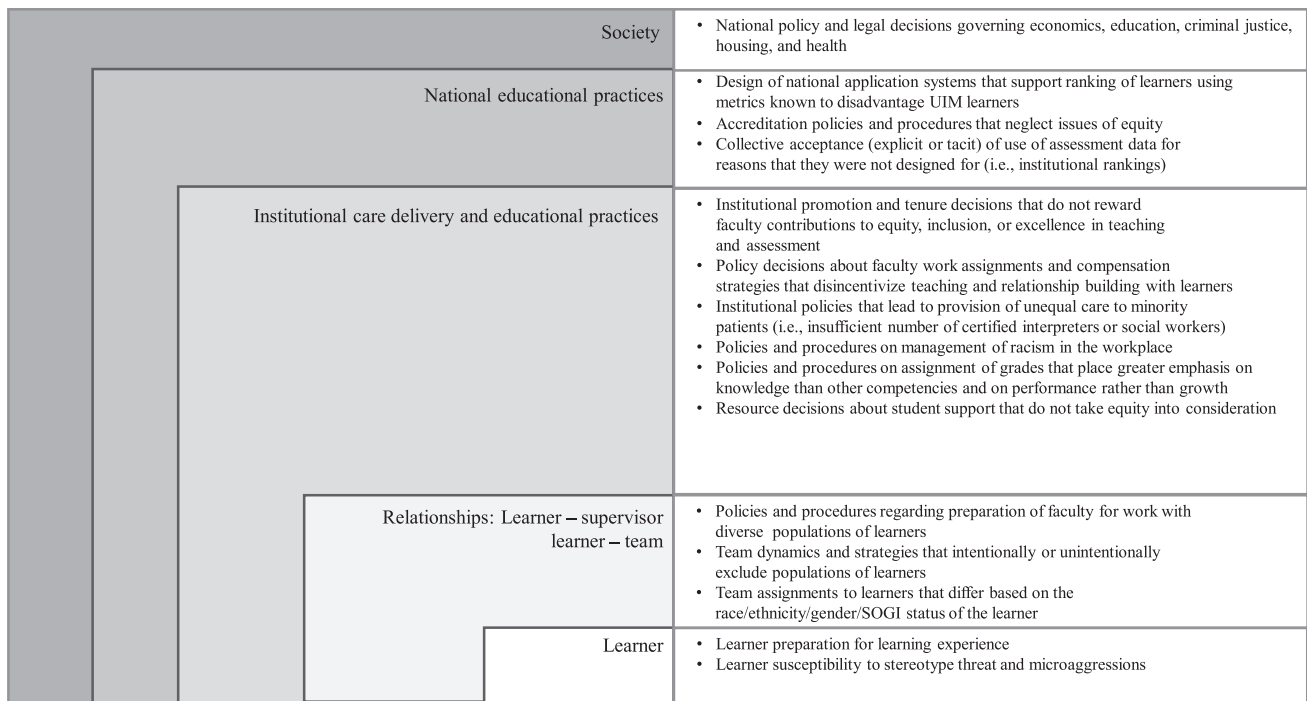 Society
• National policy and legal decisions governing economics, education, criminal justice,
housing, and health
National educational practices
• Design of national application systems that support ranking of learners using
metrics known to disadvantage UIM learners
• Accreditation policies and procedures that neglect issues of equity
• Collective acceptance (explicit or tacit) of use of assessment data for
reasons that they were not designed for (i.e., institutional rankings)
Institutional care delivery and educational practices
• Institutional promotion and tenure decisions that do not reward
faculty contributions to equity, inclusion, or excellence in teaching
and assessment
• Policy decisions about faculty work assignments and compensation
strategies that disincentivize teaching and relationship building with learners
• Institutional policies that lead to provision of unequal care to minority
patients (i.e., insufficient number of certified interpreters or social workers)
• Policies and procedures on management of racism in the workplace
• Policies and procedures on assignment of grades that place greater emphasis on
knowledge than other competencies and on performance rather than growth
• Resource decisions about student support that do not take equity into consideration
Relationships: Learner – supervisor
learner – team
• Policies and procedures regarding preparation of faculty for work with
diverse populations of learners
• Team dynamics and strategies that intentionally or unintentionally
exclude populations of learners
• Team assignments to learners that differ based on the
race/ethnicity/gender/SOGI status of the learner
Learner
• Learner preparation for learning experience
• Learner susceptibility to stereotype threat and microaggressions